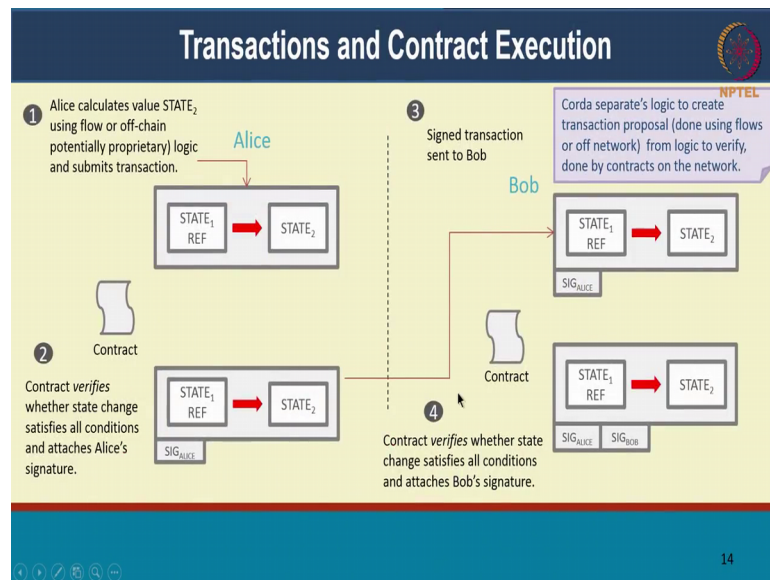 Transactions and Contract Execution
NPTEL
1
Alice calculates value STATE2
using flow or off-chain
potentially proprietary) logic
and submits transaction.
Alice
STATE1
REF
STATE2
Contract
2
Contract verifies
whether state change
satisfies all conditions
and attaches Alice's
signature.
STATE1
REF
STATE2
SIGALICE
3
Signed transaction
sent to Bob
Corda separate's logic to create
transaction proposal (done using flows
or off network) from logic to verify,
done by contracts on the network.
Bob
STATE1
REF
STATE2
SIGALICE
Contract
4
Contract verifies whether state
change satisfies all conditions
and attaches Bob's signature.
STATE1
REF
STATE2
SIGALICE SIGBOB
14